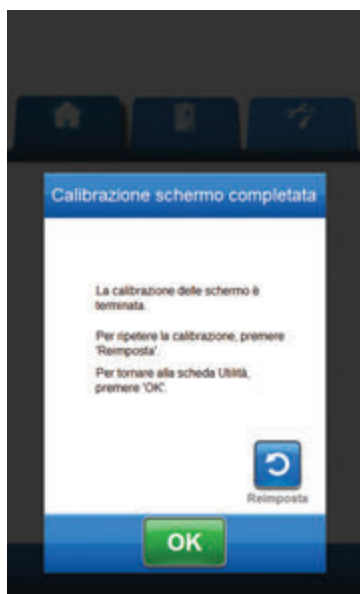 Calibrazione schermo completata
La calibrazione delle schermo è
terminata.
Per ripetere la calibrazione, premere
'Reimposta'.
Per tornare alla scheda Utilità,
premere 'OK'.
Reimposta
OK